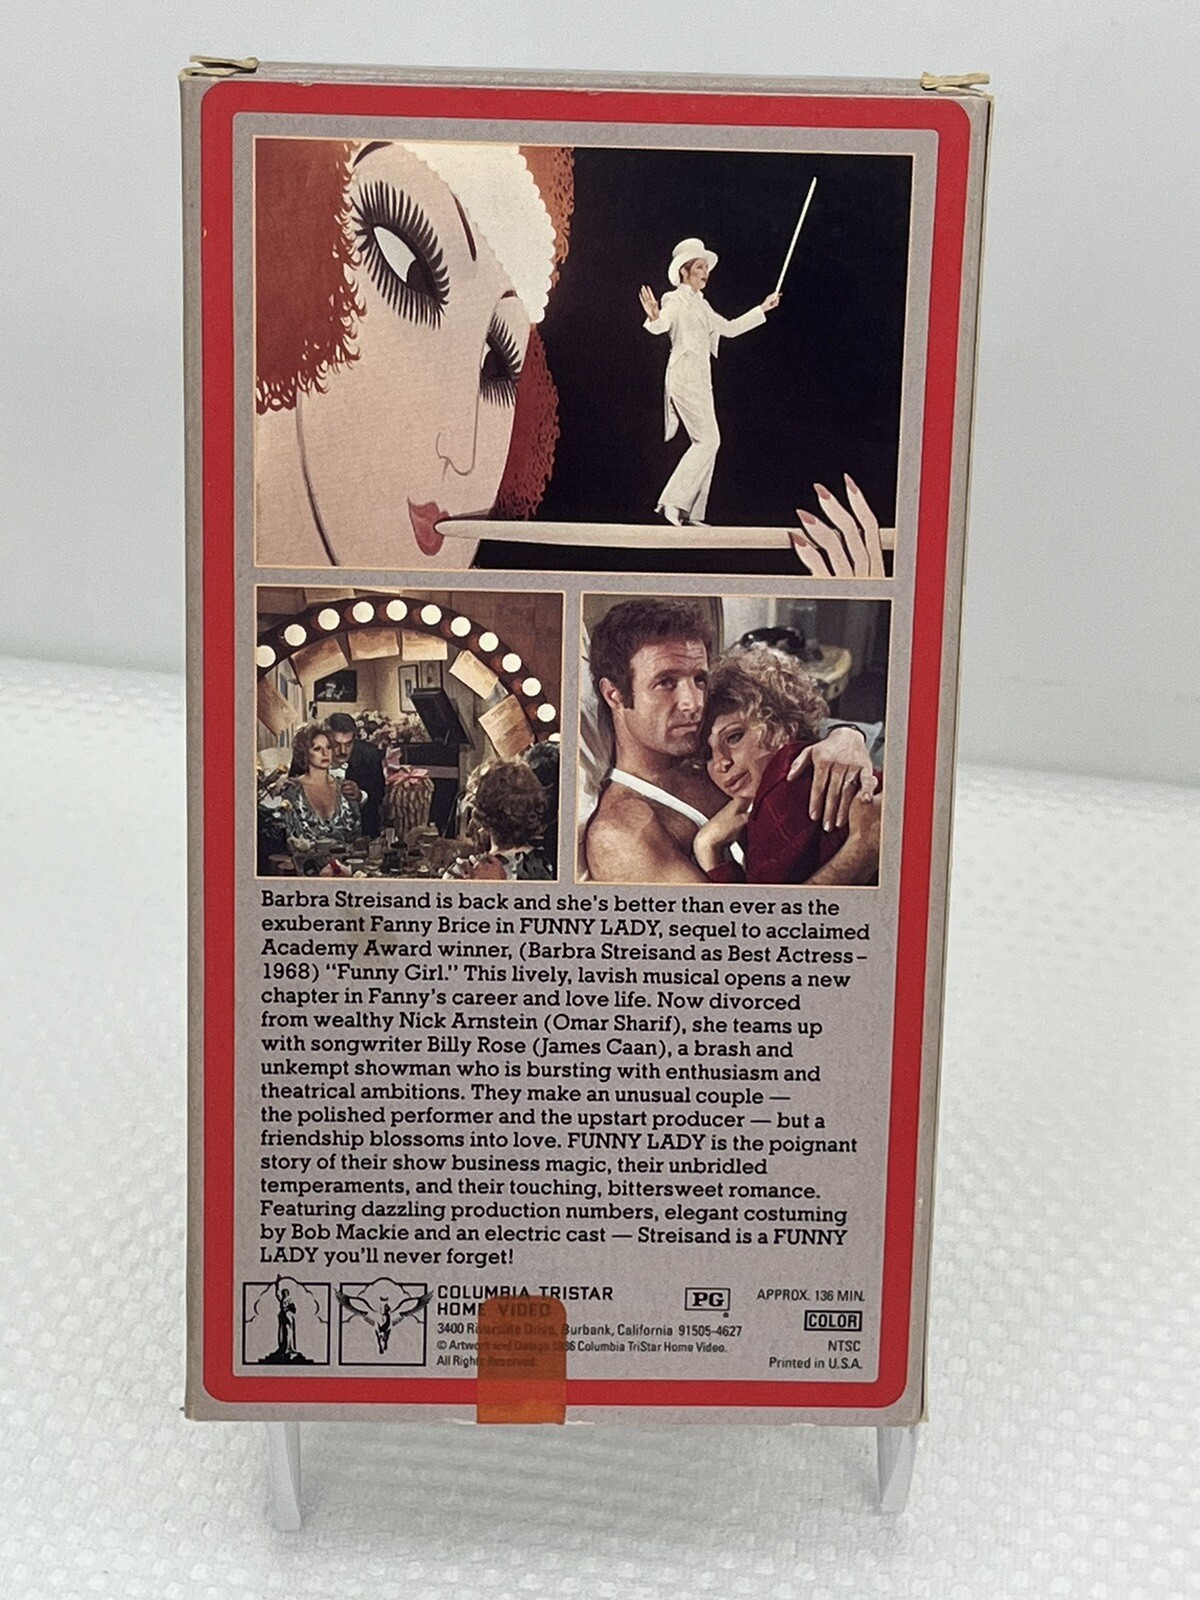 Barbra Streisand is back and she's better than ever as the
exuberant Fanny Brice in FUNNY LADY, sequel to acclaimed
Academy Award winner, (Barbra Streisand as Best Actress–
1968) “Funny Girl.” This lively, lavish musical opens a new
chapter in Fanny's career and love life. Now divorced
from wealthy Nick Arnstein (Omar Sharif), she teams up
with songwriter Billy Rose (James Caan), a brash and
unkempt showman who is bursting with enthusiasm and
theatrical ambitions. They make an unusual couple —
the polished performer and the upstart producer — but a
friendship blossoms into love. FUNNY LADY is the poignant
story of their show business magic, their unbridled
temperaments, and their touching, bittersweet romance.
Featuring dazzling production numbers, elegant costuming
by Bob Mackie and an electric cast — Streisand is a FUNNY
LADY you'll never forget!
COLUMBIA TRISTAR
HOME VIDEO
3400 Riverside Drive, Burbank, California 91505-4627
© Artwork and Design 1986 Columbia TriStar Home Video.
All Rights Reserved.
PG
APPROX. 136 MIN.
COLOR
NTSC
Printed in U.S.A.